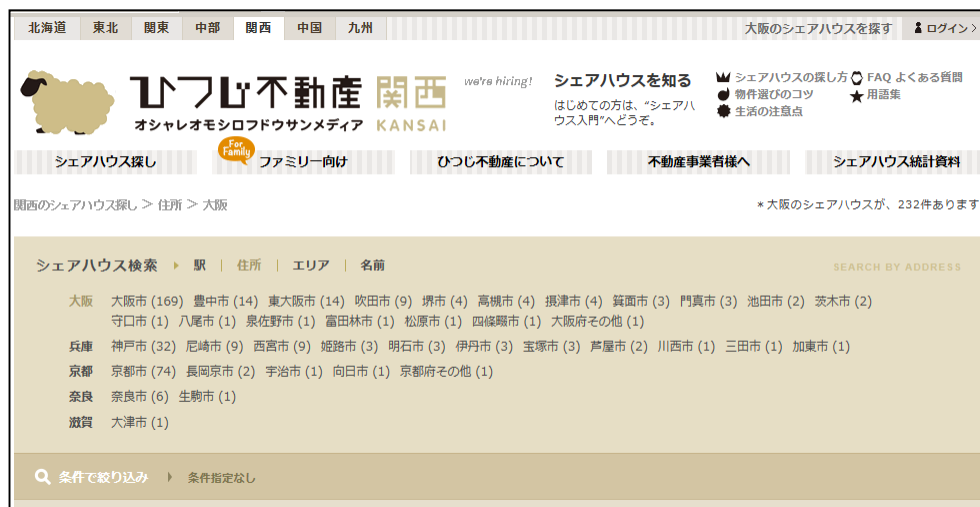 北海道 東北 関東 中部 関西 中国 九州 大阪のシェアハウスを探す ログイン
ひつじ不動産 関西
オシャレオモシロフドウサンメディア KANSAI
we're hiring!
シェアハウスを知る
はじめての方は、“シェアハ
ウス入門”へどうぞ。
シェアハウスの探し方 FAQ よくある質問
物件選びのコツ 用語集
生活の注意点
For
Family
シェアハウス探し ファミリー向け ひつじ不動産について 不動産事業者様へ シェアハウス統計資料
関西のシェアハウス探し > 住所 > 大阪 *大阪のシェアハウスが、232件あります
シェアハウス検索 駅 | 住所 | エリア | 名前 SEARCH BY ADDRESS
大阪 大阪市 (169) 豊中市 (14) 東大阪市 (14) 吹田市 (9) 堺市 (4) 高槻市 (4) 摂津市 (4) 箕面市 (3) 門真市 (3) 池田市 (2) 茨木市 (2)
守口市 (1) 八尾市 (1) 泉佐野市 (1) 富田林市 (1) 松原市 (1) 四條畷市 (1) 大阪府その他 (1)
兵庫 神戸市 (32) 尼崎市 (9) 西宮市 (9) 姫路市 (3) 明石市 (3) 伊丹市 (3) 宝塚市 (3) 芦屋市 (2) 川西市 (1) 三田市 (1) 加東市 (1)
京都 京都市 (74) 長岡京市 (2) 宇治市 (1) 向日市 (1) 京都府その他 (1)
奈良 奈良市 (6) 生駒市 (1)
滋賀 大津市 (1)
条件で絞り込み 条件指定なし